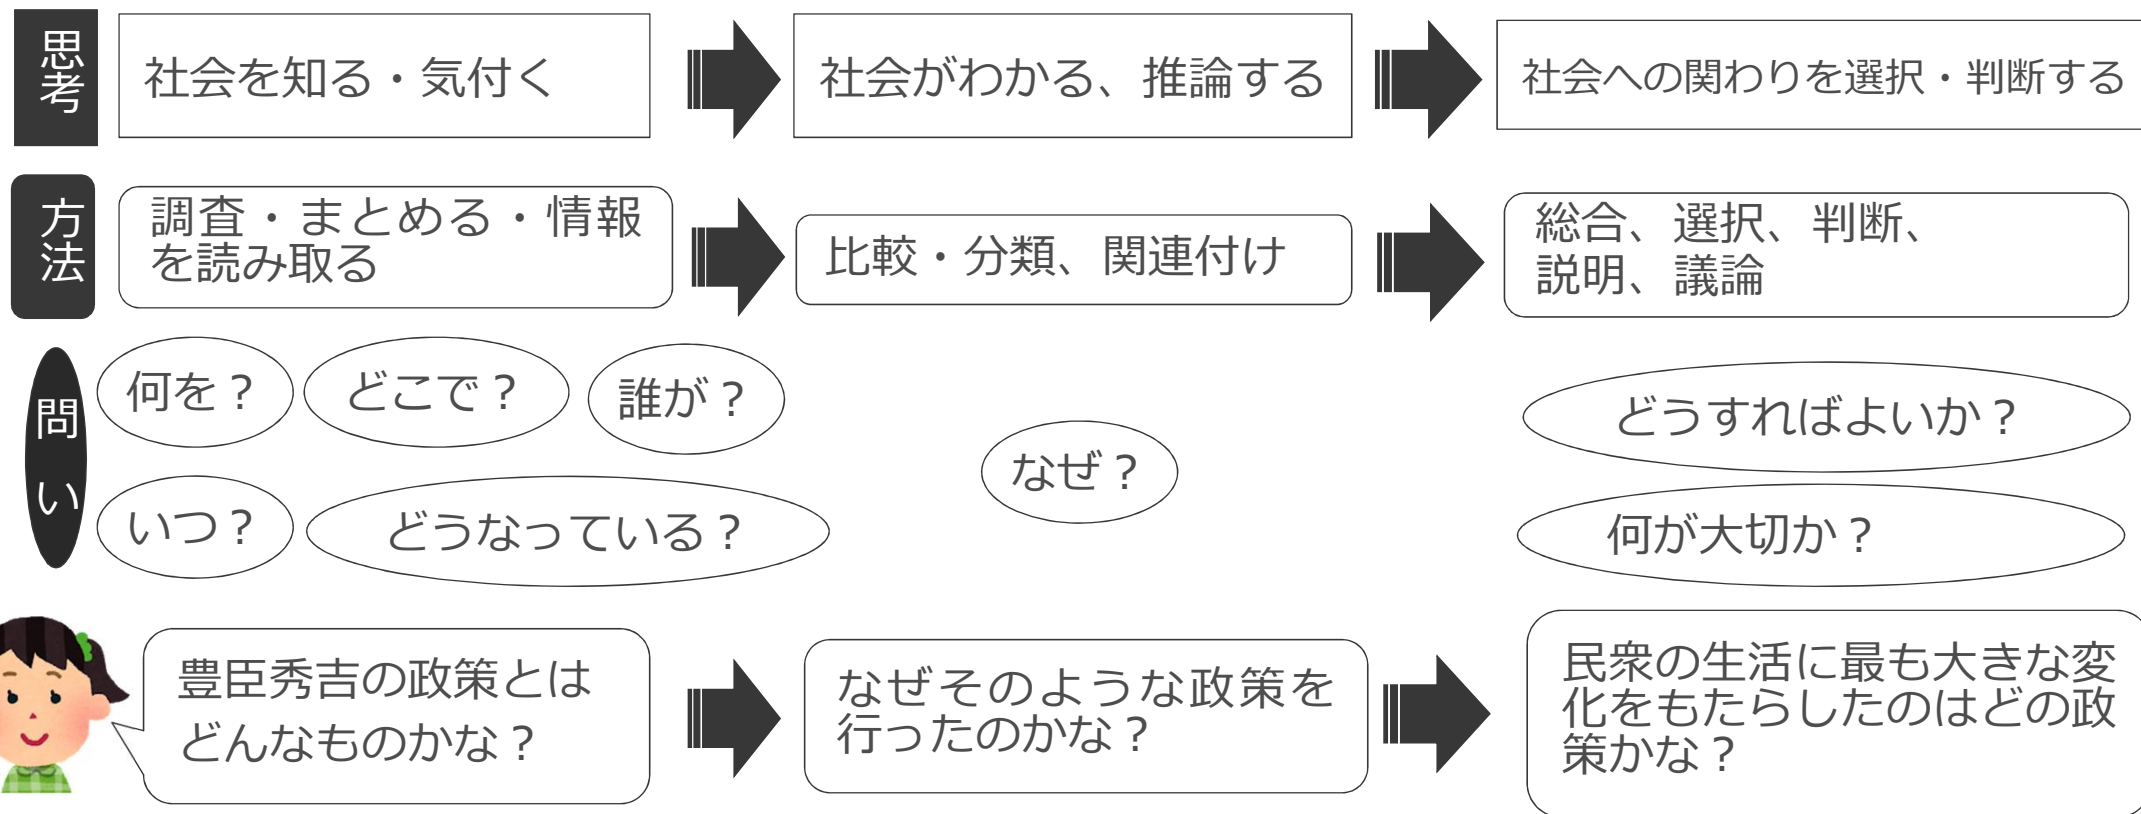 思考
社会を知る・気付く
社会がわかる、推論する
社会への関わりを選択・判断する
方法
調査・まとめる・情報
を読み取る
比較・分類、関連付け
総合、選択、判断、
説明、議論
問い
何を？
どこで？
誰が？
いつ？
どうなっている？
なぜ？
どうすればよいか？
何が大切か？
豊臣秀吉の政策とは
どんなものかな？
なぜそのような政策を
行ったのかな？
民衆の生活に最も大きな変
化をもたらしたのはどの政
策かな？